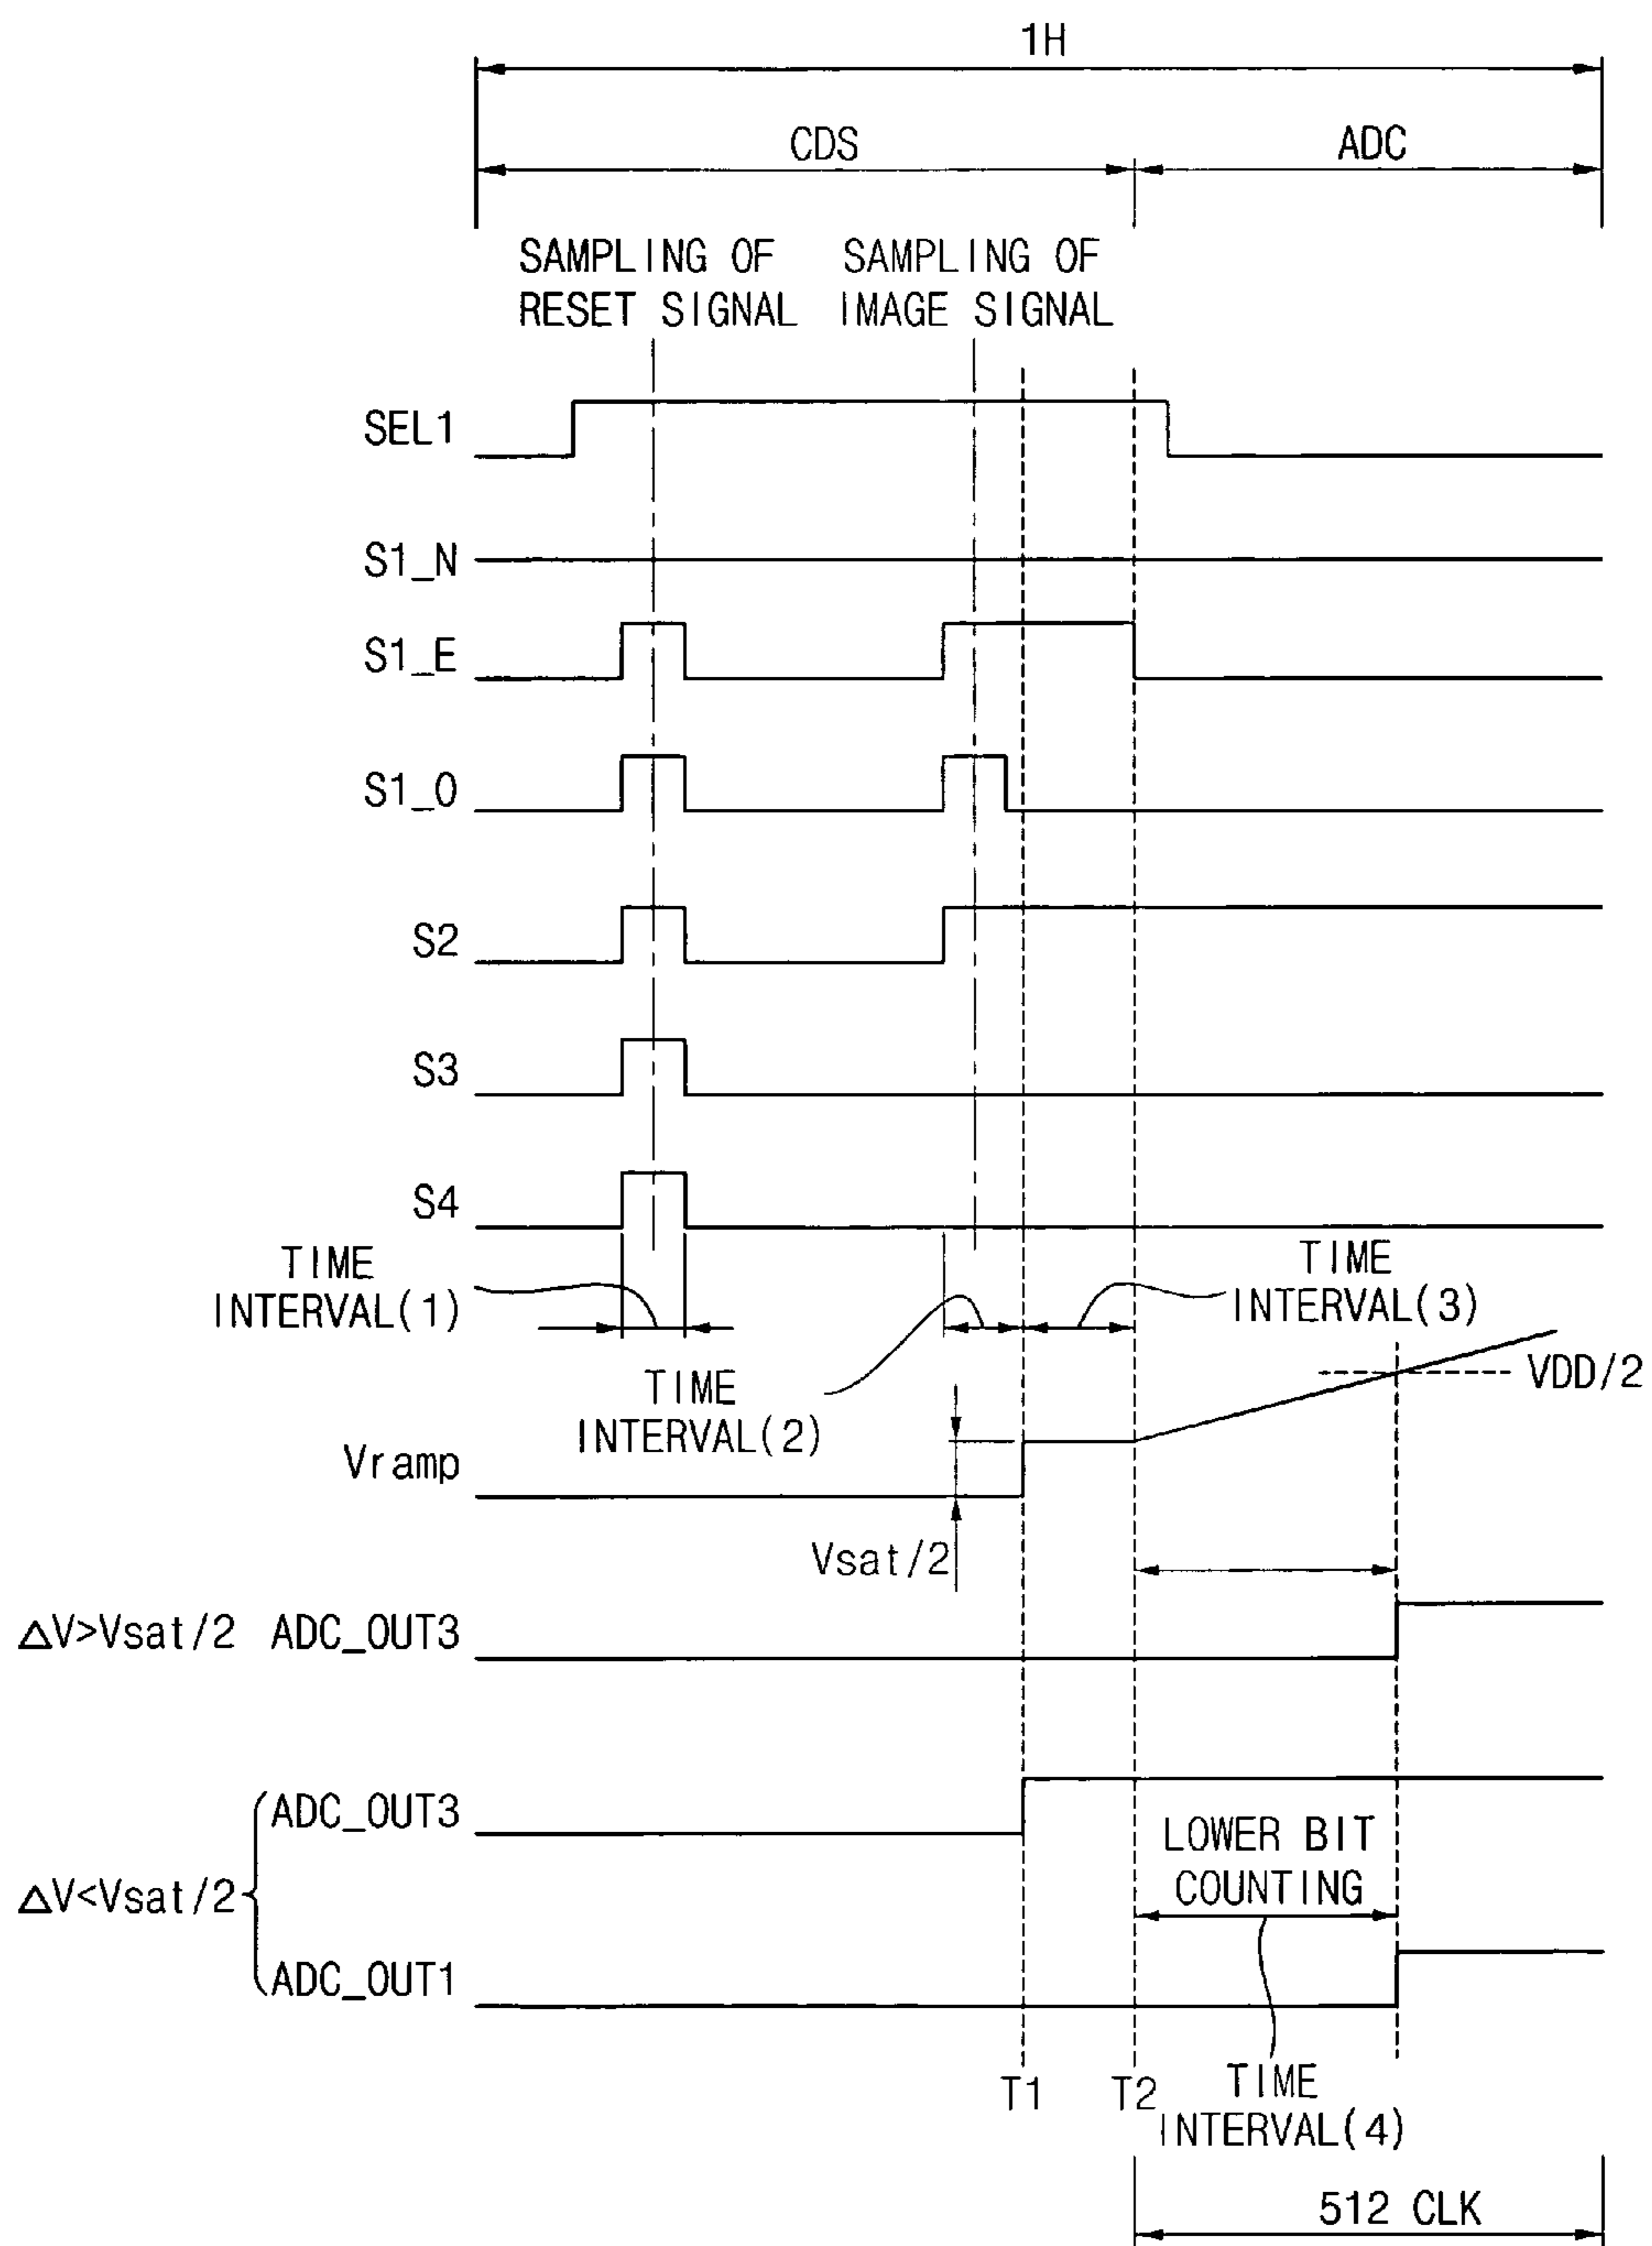 1H
CDS
ADC
SAMPLING OF
RESET SIGNAL
SAMPLING OF
IMAGE SIGNAL
SEL1
S1_N
S1_E
S1_O
S2
S3
S4
TIME
INTERVAL(1)
TIME
INTERVAL(2)
TIME
INTERVAL(3)
VDD/2
Vramp
Vsat/2
ΔV>Vsat/2 ADC_OUT3
ΔV<Vsat/2
ADC_OUT3
ADC_OUT1
LOWER BIT
COUNTING
T1
T2
TIME
INTERVAL(4)
512 CLK